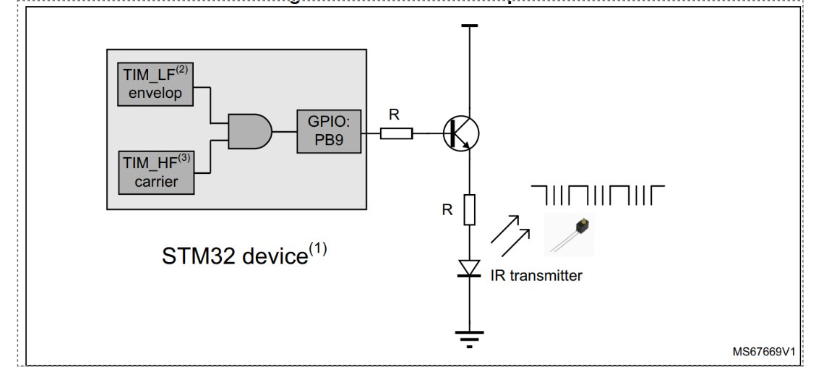 TIM_LF(2)
envelop
TIM_HF(3)
carrier
GPIO:
PB9
R
R
STM32 device(1)
IR transmitter
MS67669V1